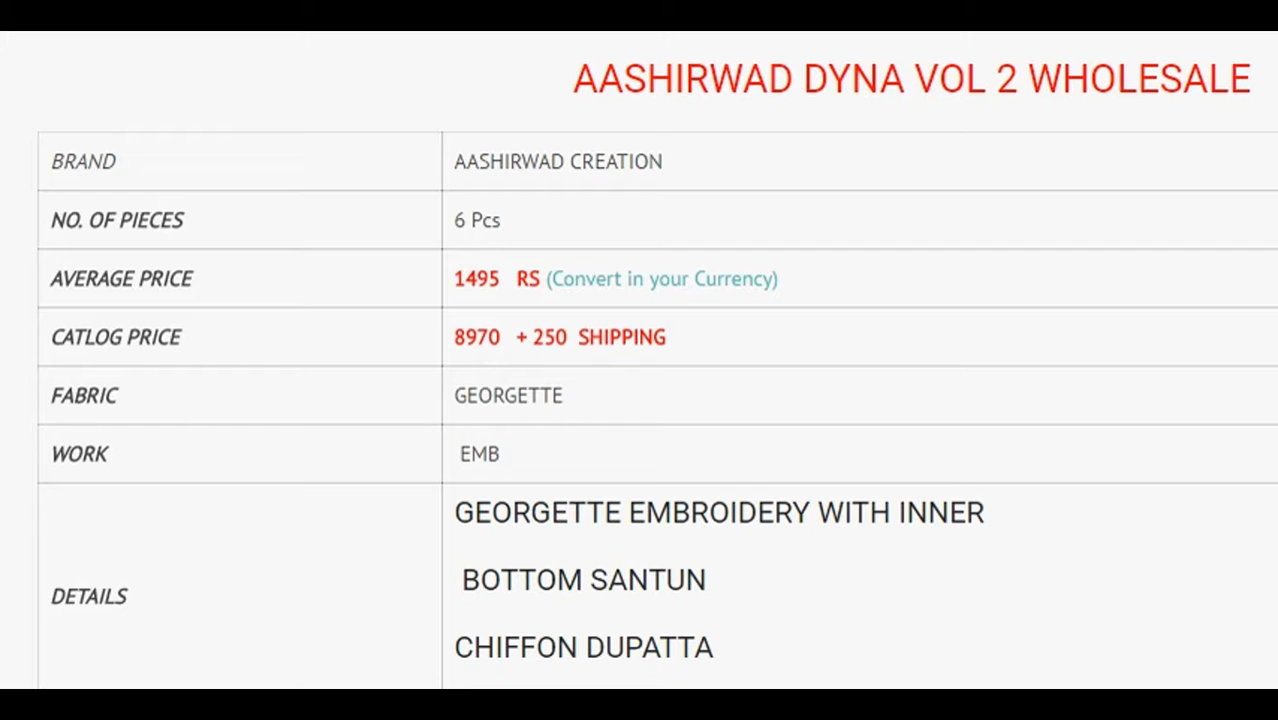 AASHIRWAD DYNA VOL 2 WHOLESALE
BRAND AASHIRWAD CREATION
NO. OF PIECES 6 Pcs
AVERAGE PRICE 1495 RS (Convert in your Currency)
CATLOG PRICE 8970 + 250 SHIPPING
FABRIC GEORGETTE
WORK EMB
DETAILS GEORGETTE EMBROIDERY WITH INNER
BOTTOM SANTUN
CHIFFON DUPATTA